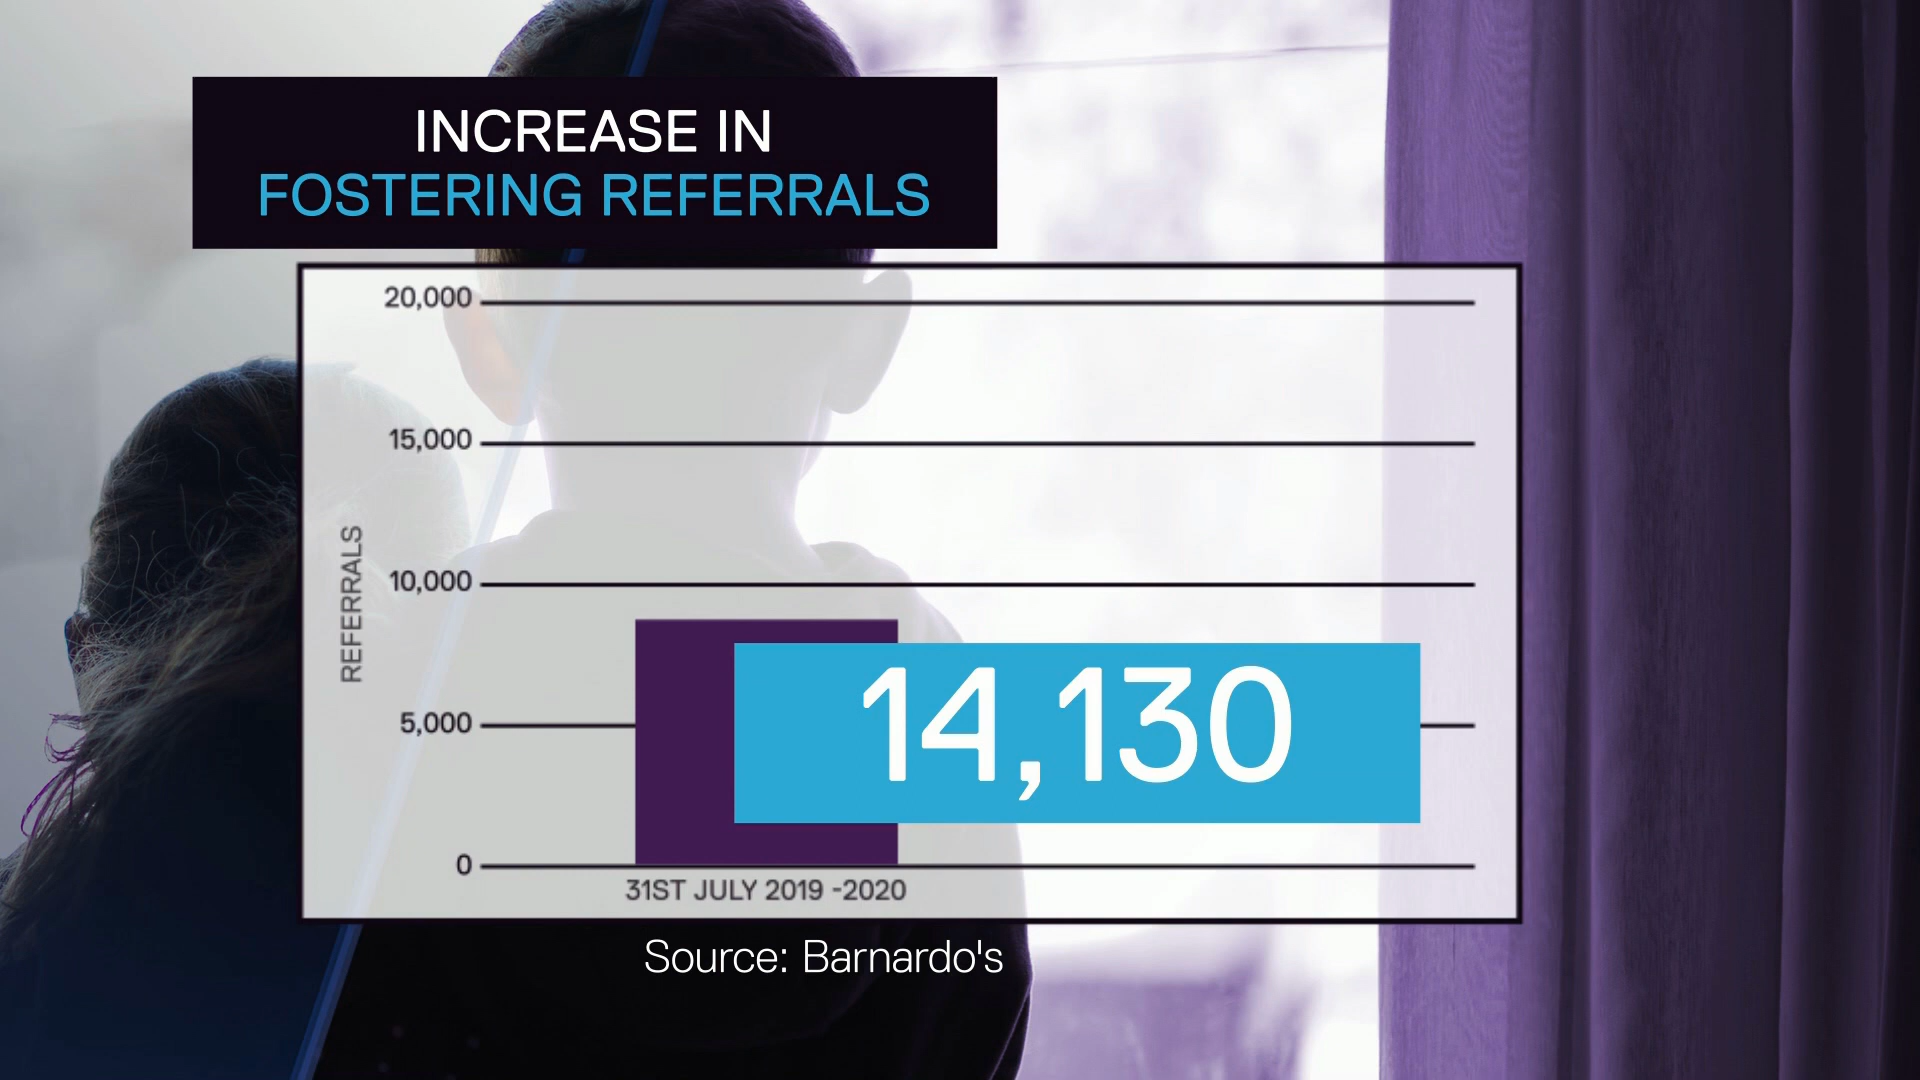 INCREASE IN
FOSTERING REFERRALS
20,000
15,000
10,000
5,000
0
REFERRALS
14,130
31ST JULY 2019 -2020
Source: Barnardo's